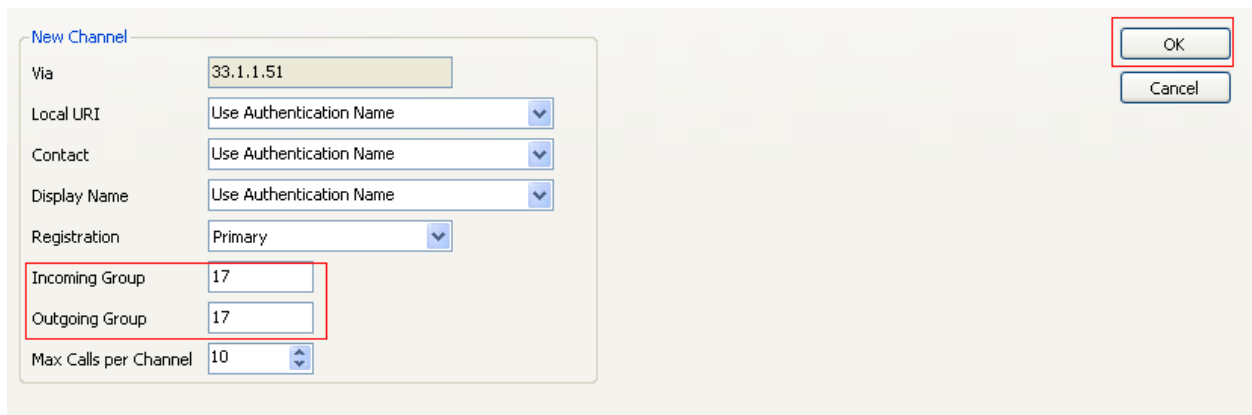 New Channel
Via 33.1.1.51
Local URI Use Authentication Name
Contact Use Authentication Name
Display Name Use Authentication Name
Registration Primary
Incoming Group 17
Outgoing Group 17
Max Calls per Channel 10
OK
Cancel